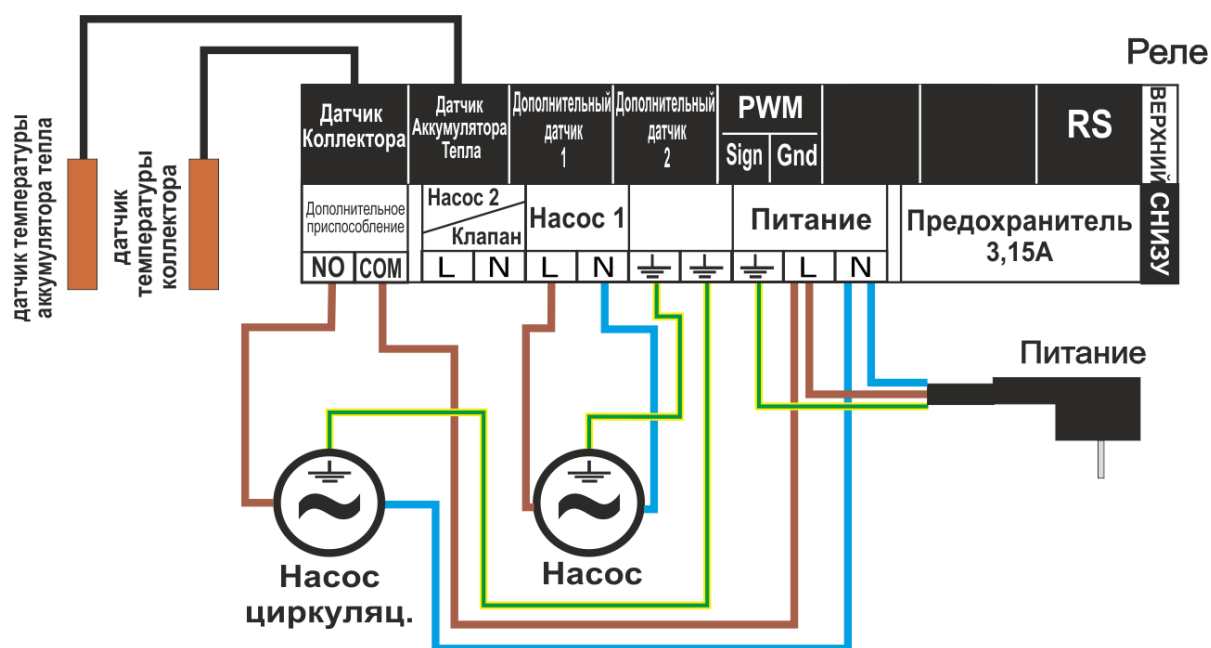 Реле
датчик температуры
аккумулятора тепла
датчик
температуры
коллектора
Датчик
Коллектора
Датчик
Аккумулятора
Тепла
Дополнительный
датчик
1
Дополнительный
датчик
2
PWM
Sign Gnd
RS
ВЕРХНИЙ
Дополнительное
приспособление
NO COM
Насос 2
Клапан
L N
Насос 1
L N
Питание
L N
Предохранитель
3,15А
СНИЗУ
Питание
Насос
циркуляц.
Насос